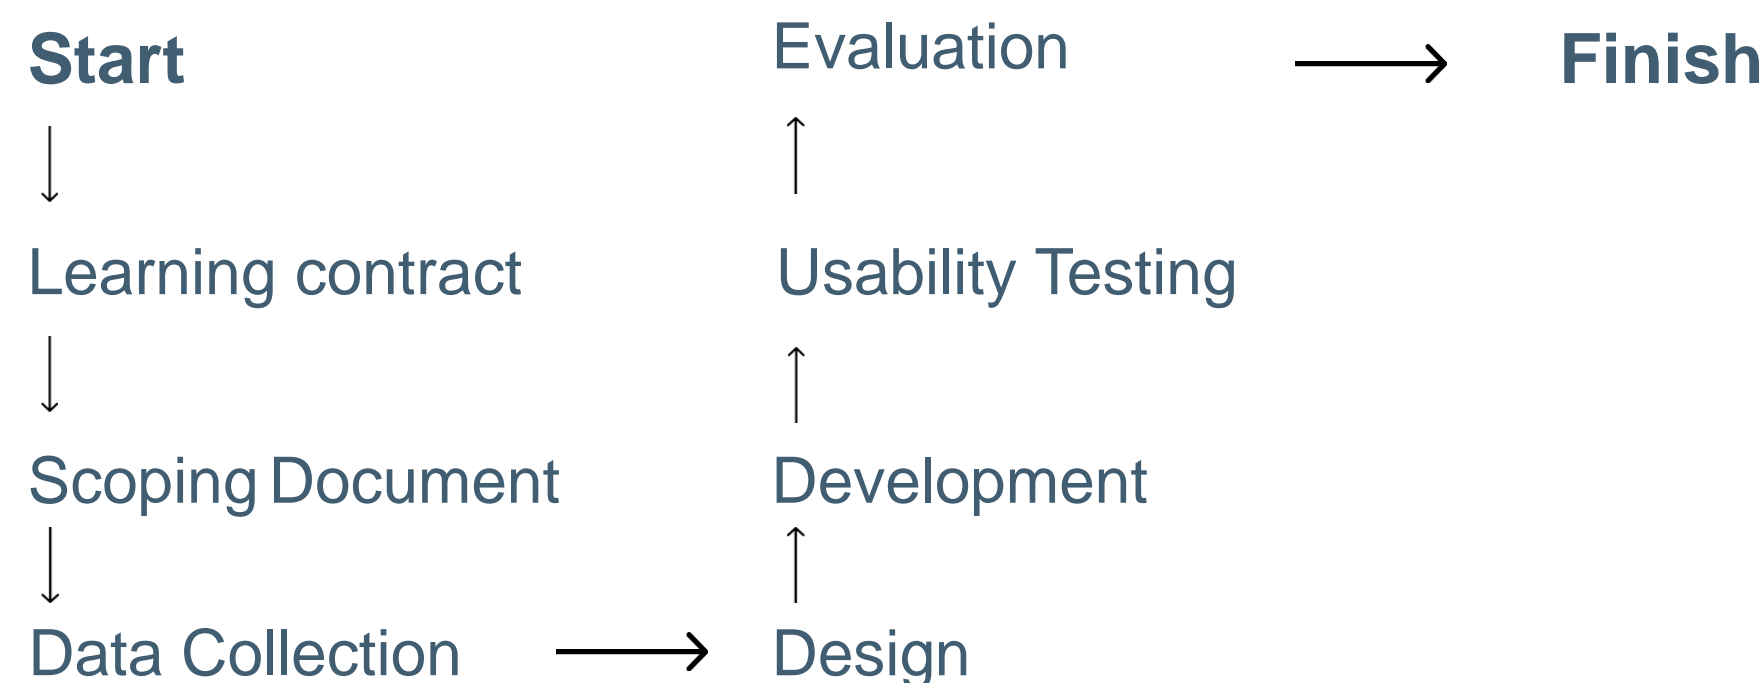 Start
Learning contract
Scoping Document
Data Collection
Design
Development
Usability Testing
Evaluation
Finish